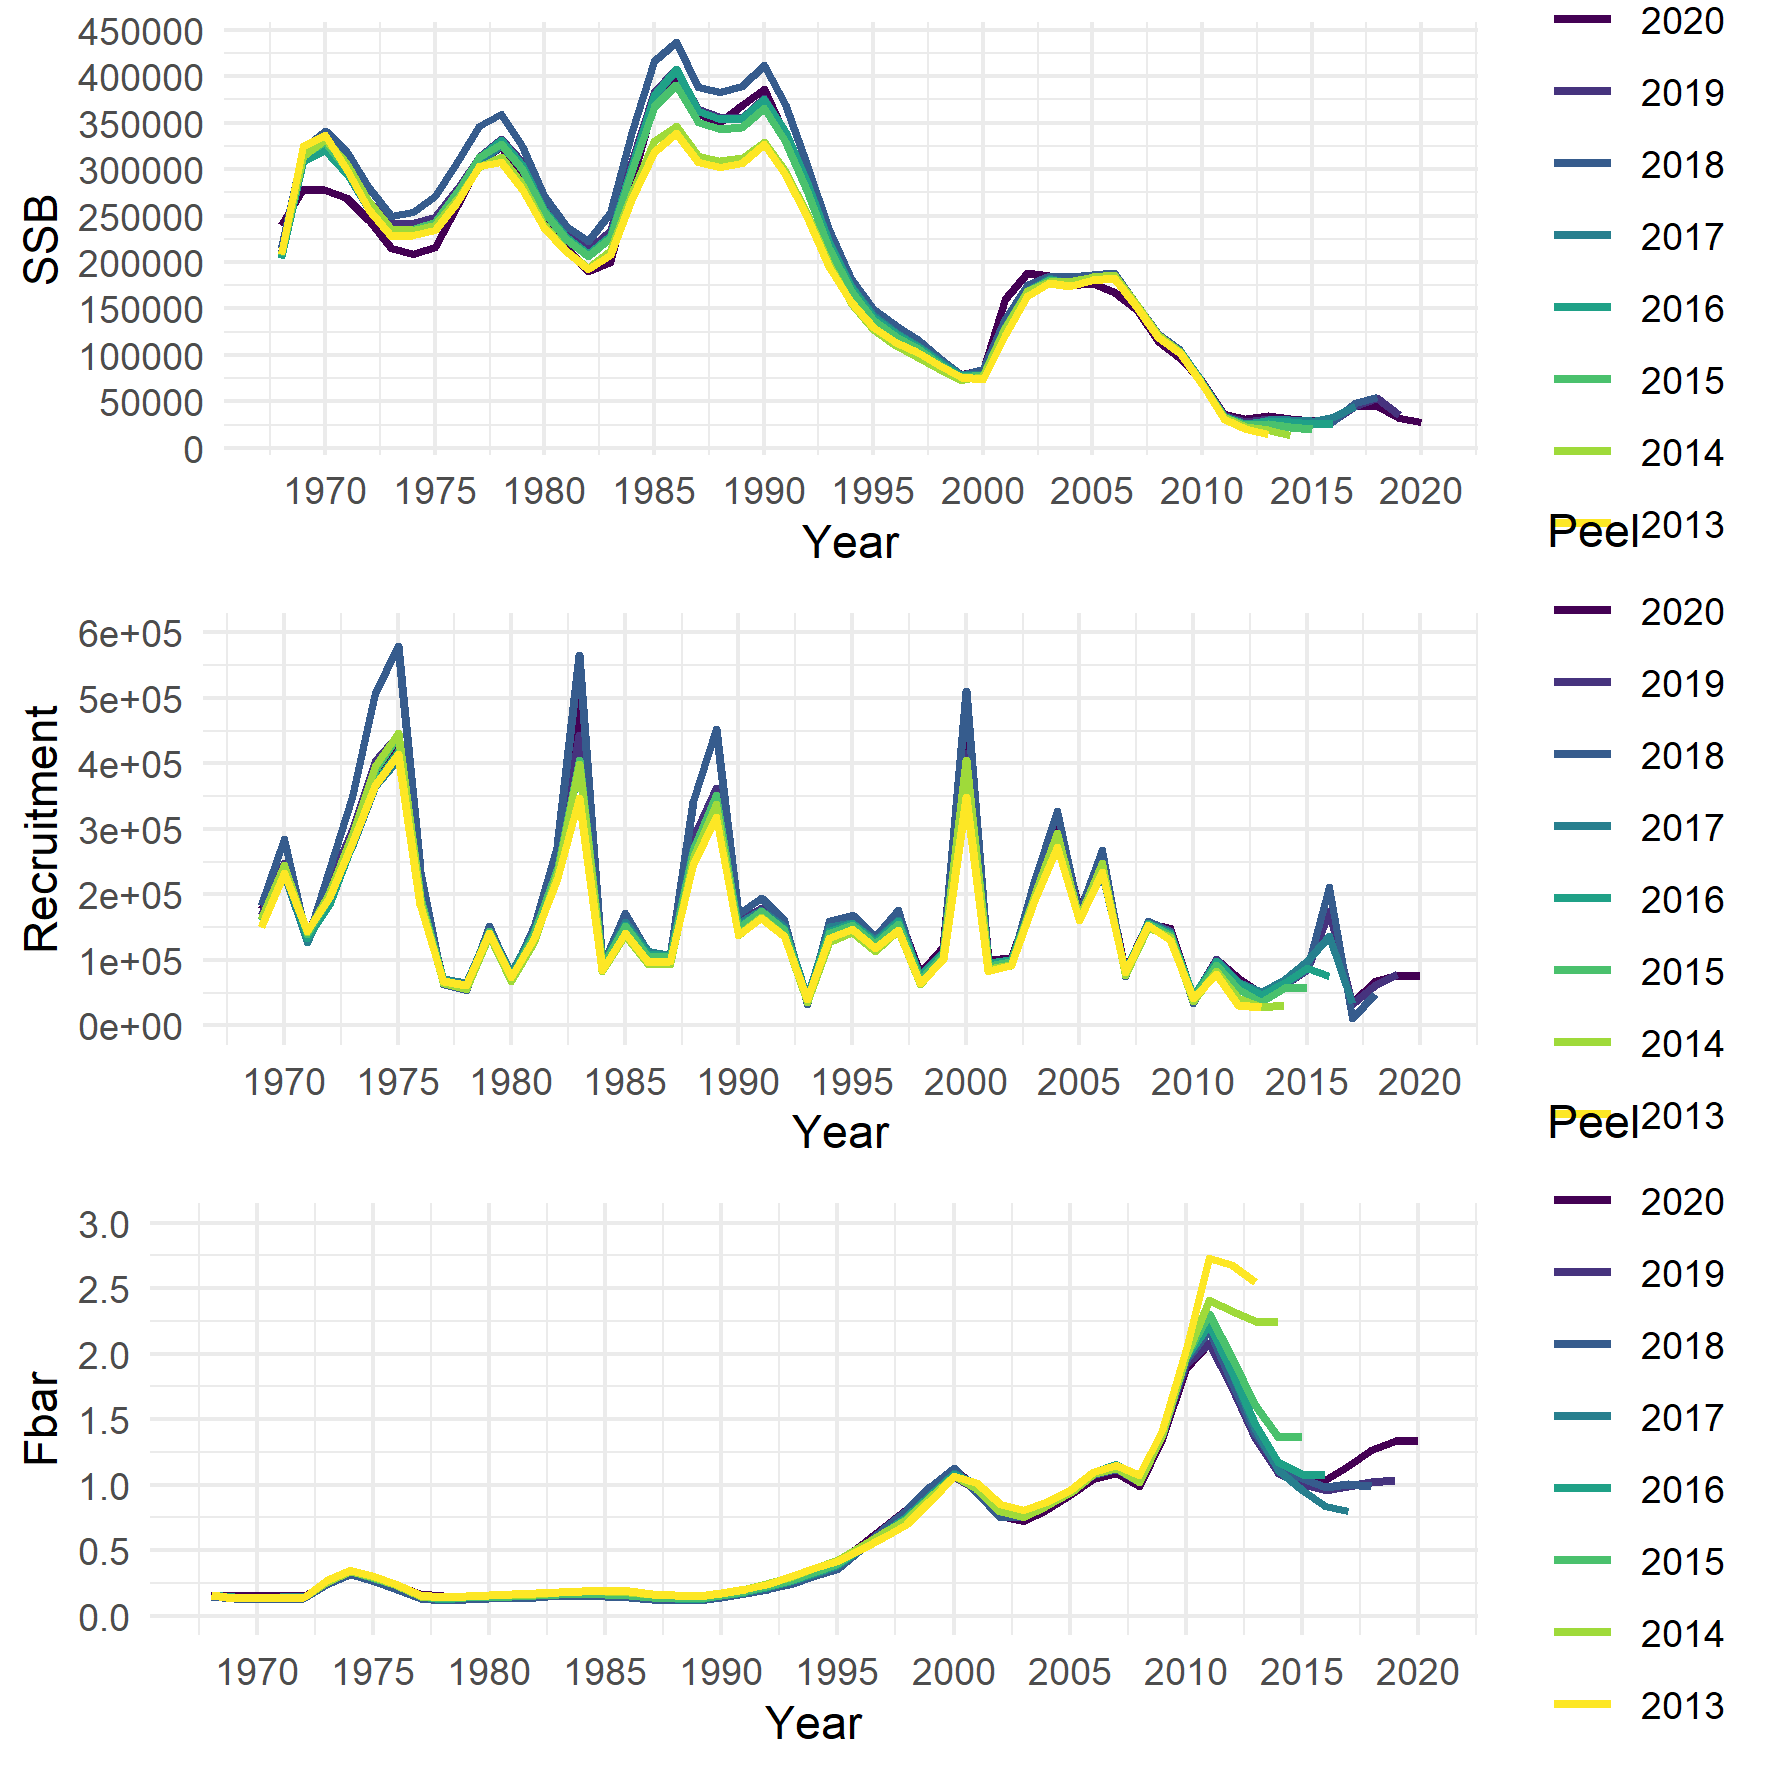 450000
400000
350000
300000
250000
200000
150000
100000
50000
0
SSB
1970 1975 1980 1985 1990 1995 2000 2005 2010 2015 2020
Year
2020
2019
2018
2017
2016
2015
2014
2013
Peel
6e+05
5e+05
4e+05
3e+05
2e+05
1e+05
0e+00
Recruitment
1970 1975 1980 1985 1990 1995 2000 2005 2010 2015 2020
Year
2020
2019
2018
2017
2016
2015
2014
2013
Peel
3.0
2.5
2.0
1.5
1.0
0.5
0.0
Fbar
1970 1975 1980 1985 1990 1995 2000 2005 2010 2015 2020
Year
2020
2019
2018
2017
2016
2015
2014
2013